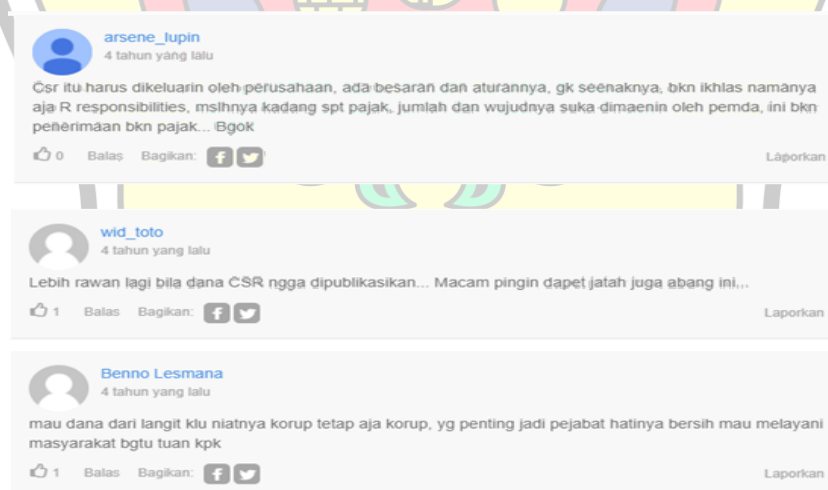 arsene_lupin
4 tahun yang lalu
Csr itu harus dikeluarin oleh perusahaan, ada besaran dan aturannya, gk seenaknya, bkn ikhlas namanya
aja R responsibilities, mslhnya kadang spt pajak, jumlah dan wujudnya suka dimaenin oleh pemda, ini bkn
penerimaan bkn pajak... Bgok
0 Balas Bagikan: Laporkan
wid_toto
4 tahun yang lalu
Lebih rawan lagi bila dana CSR ngga dipublikasikan... Macam pingin dapet jatah juga abang ini...
1 Balas Bagikan: Laporkan
Benno Lesmana
4 tahun yang lalu
mau dana dari langit klu niatnya korup tetap aja korup, yg penting jadi pejabat hatinya bersih mau melayani
masyarakat bgtu tuan kpk
1 Balas Bagikan: Laporkan